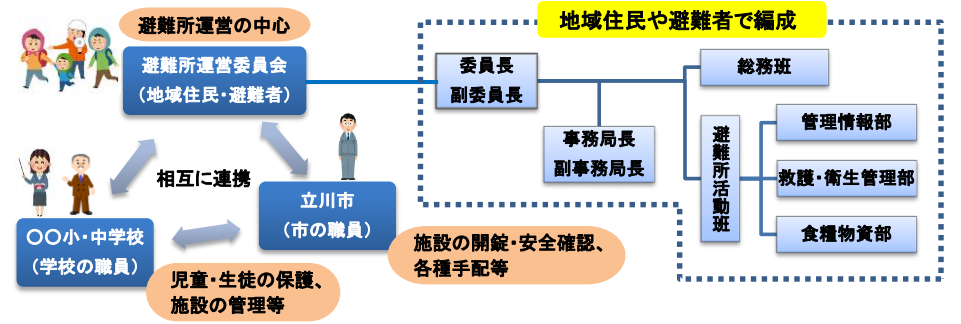 避難所運営の中心
避難所運営委員会
（地域住民・避難者）
相互に連携
〇〇小・中学校
（学校の職員）
児童・生徒の保護、
施設の管理等
立川市
（市の職員）
施設の開錠・安全確認、
各種手配等
地域住民や避難者で編成
委員長
副委員長
事務局長
副事務局長
総務班
避難所活動班
管理情報部
救護・衛生管理部
食糧物資部